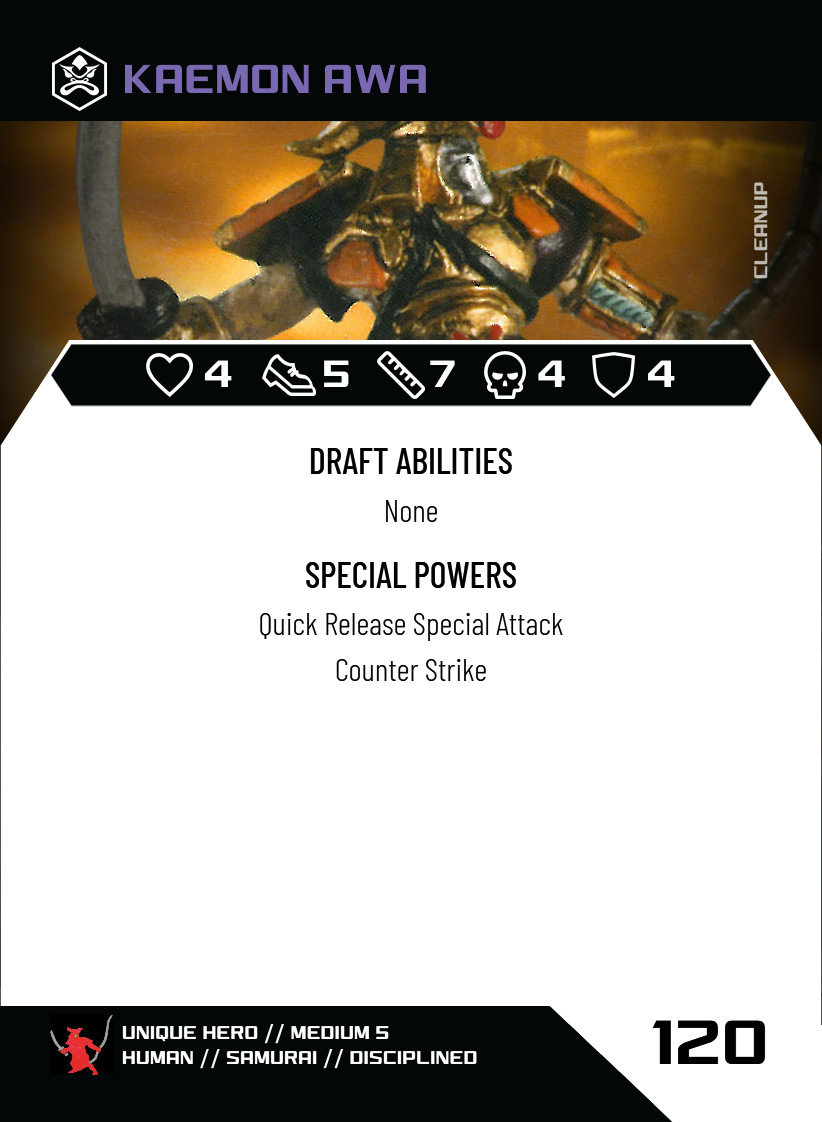 KAEMON AWA
CLEANUP
4 5 7 4 4
DRAFT ABILITIES
None
SPECIAL POWERS
Quick Release Special Attack
Counter Strike
UNIQUE HERO // MEDIUM 5
HUMAN // SAMURAI // DISCIPLINED
120